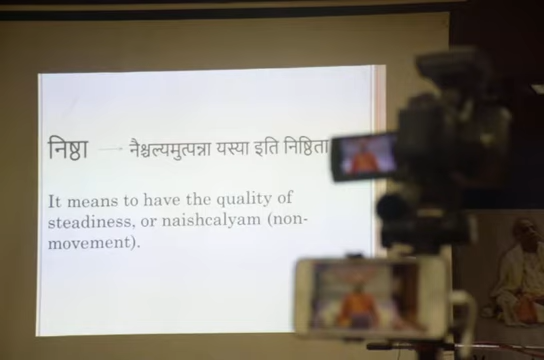 निष्ठा → नैश्चल्यमुत्पन्ना यस्या इति निष्ठिता
It means to have the quality of
steadiness, or naishcalyam (non-
movement).